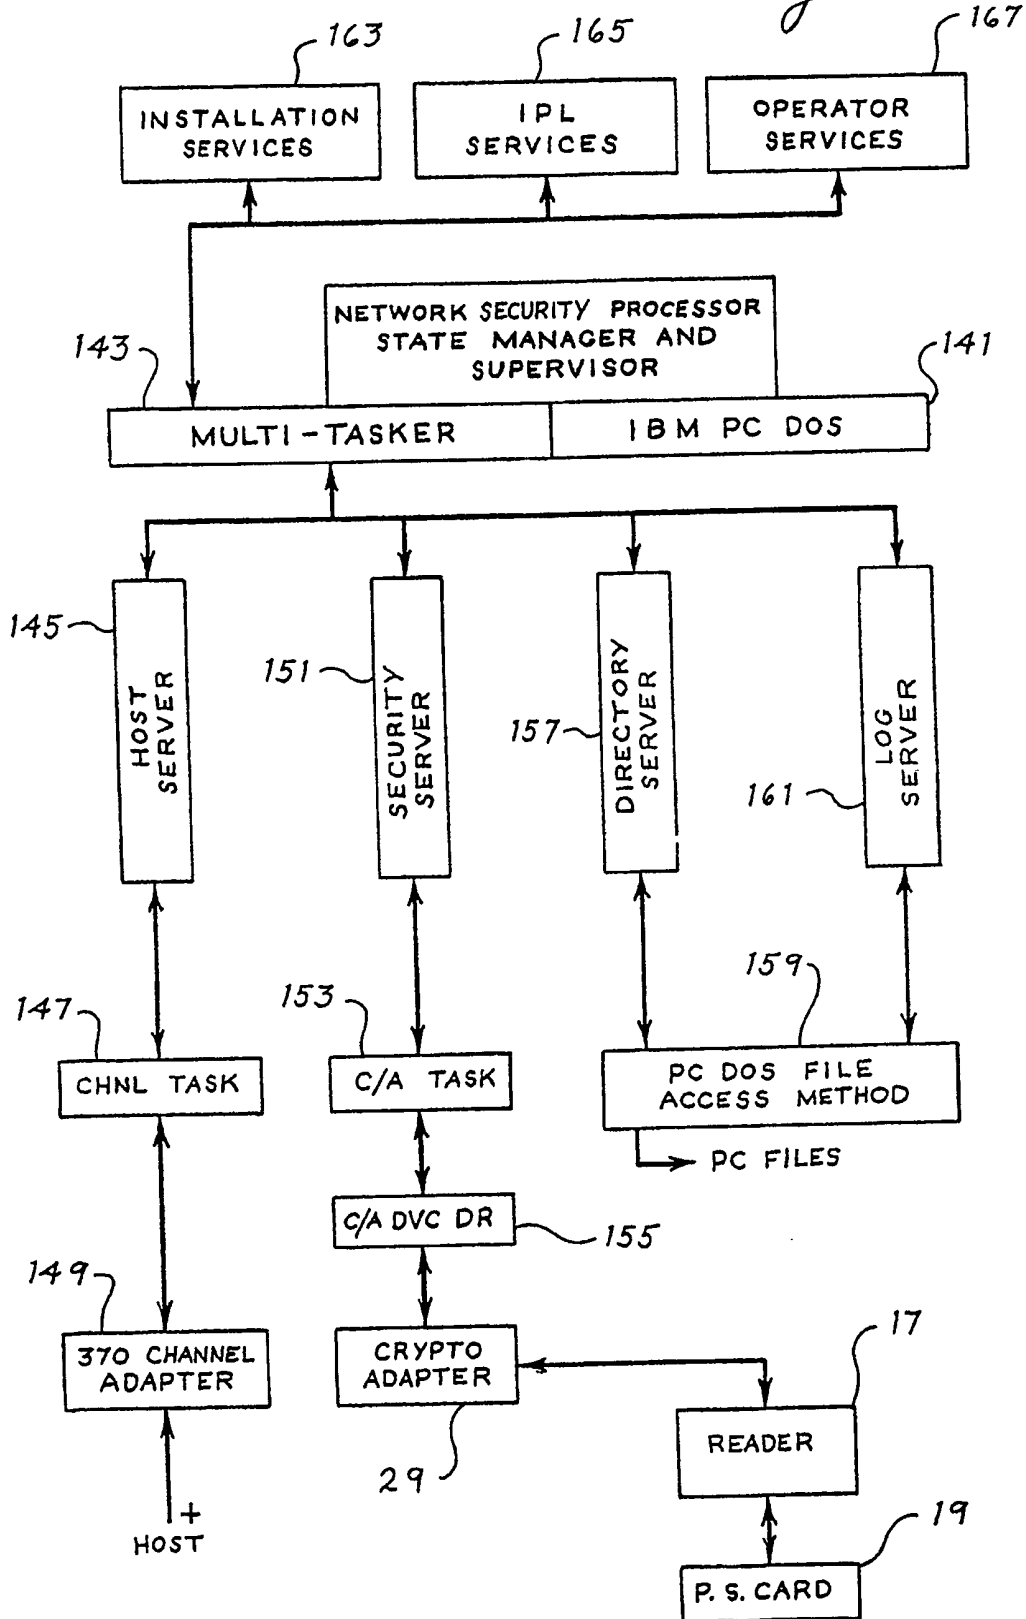 163
165
167
INSTALLATION
SERVICES
IPL
SERVICES
OPERATOR
SERVICES
NETWORK SECURITY PROCESSOR
STATE MANAGER AND
SUPERVISOR
143
141
MULTI-TASKER
IBM PC DOS
145
HOST
SERVER
151
SECURITY
SERVER
157
DIRECTORY
SERVER
161
LOG
SERVER
147
CHNL TASK
153
C/A TASK
159
PC DOS FILE
ACCESS METHOD
PC FILES
C/A DVC DR
155
149
370 CHANNEL
ADAPTER
CRYPTO
ADAPTER
17
READER
29
+
HOST
19
P. S. CARD